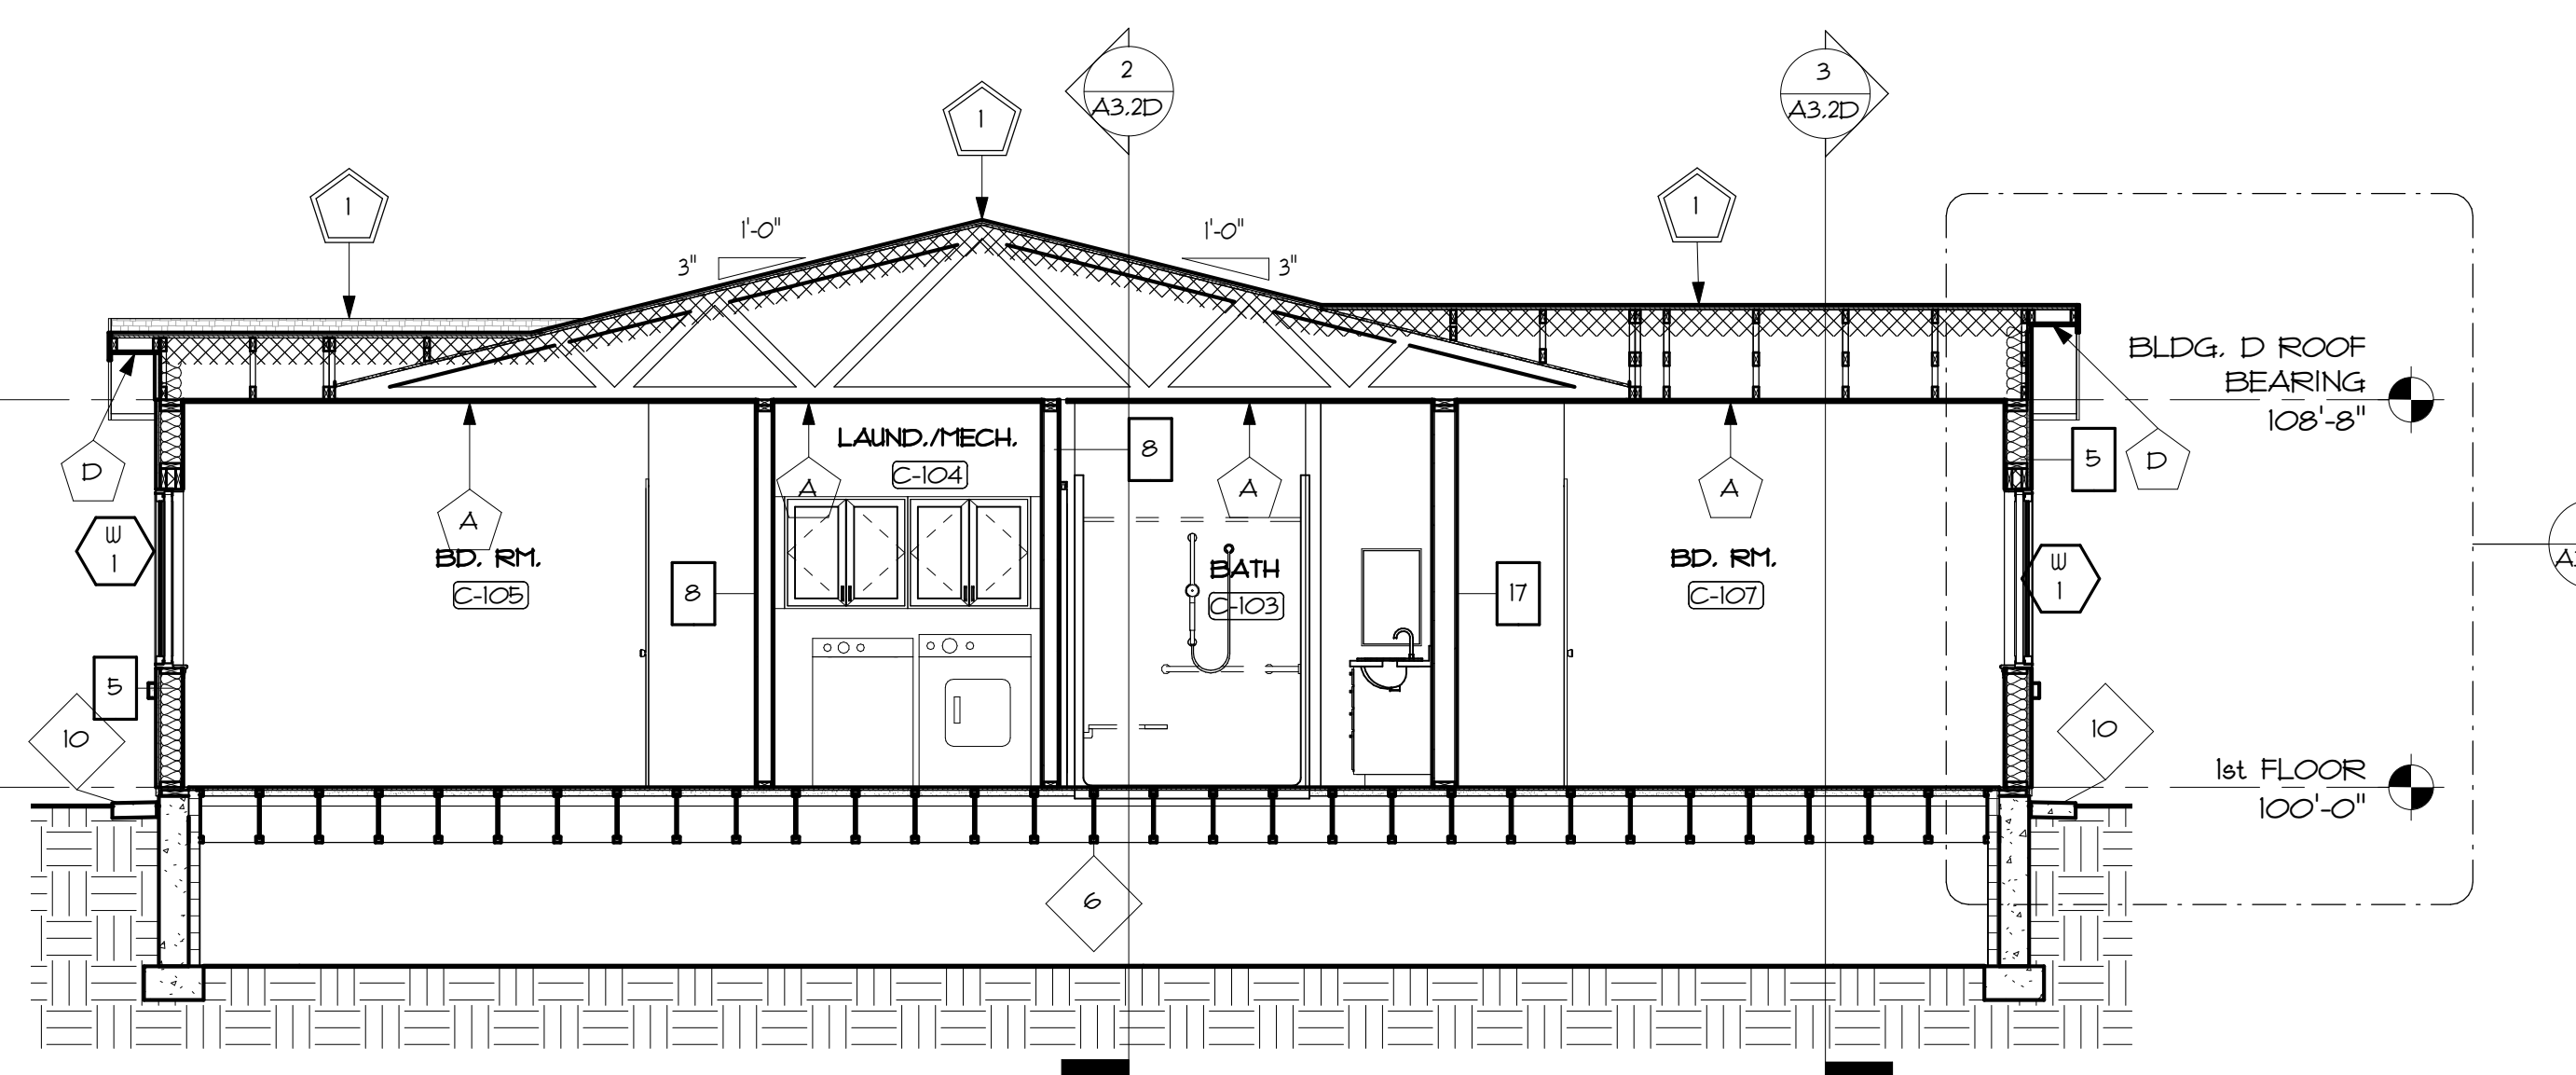 2
A3.2D
3
A3.2D
1
1
1
1'-0"
3"
1'-0"
3"
BLDG. D ROOF
BEARING
108'-8"
D
A
LAUND./MECH.
C-104
A
8
A
A
5
D
W
1
BD. RM.
C-105
8
BATH
C-103
17
BD. RM.
C-107
W
1
5
10
10
1st FLOOR
100'-0"
6